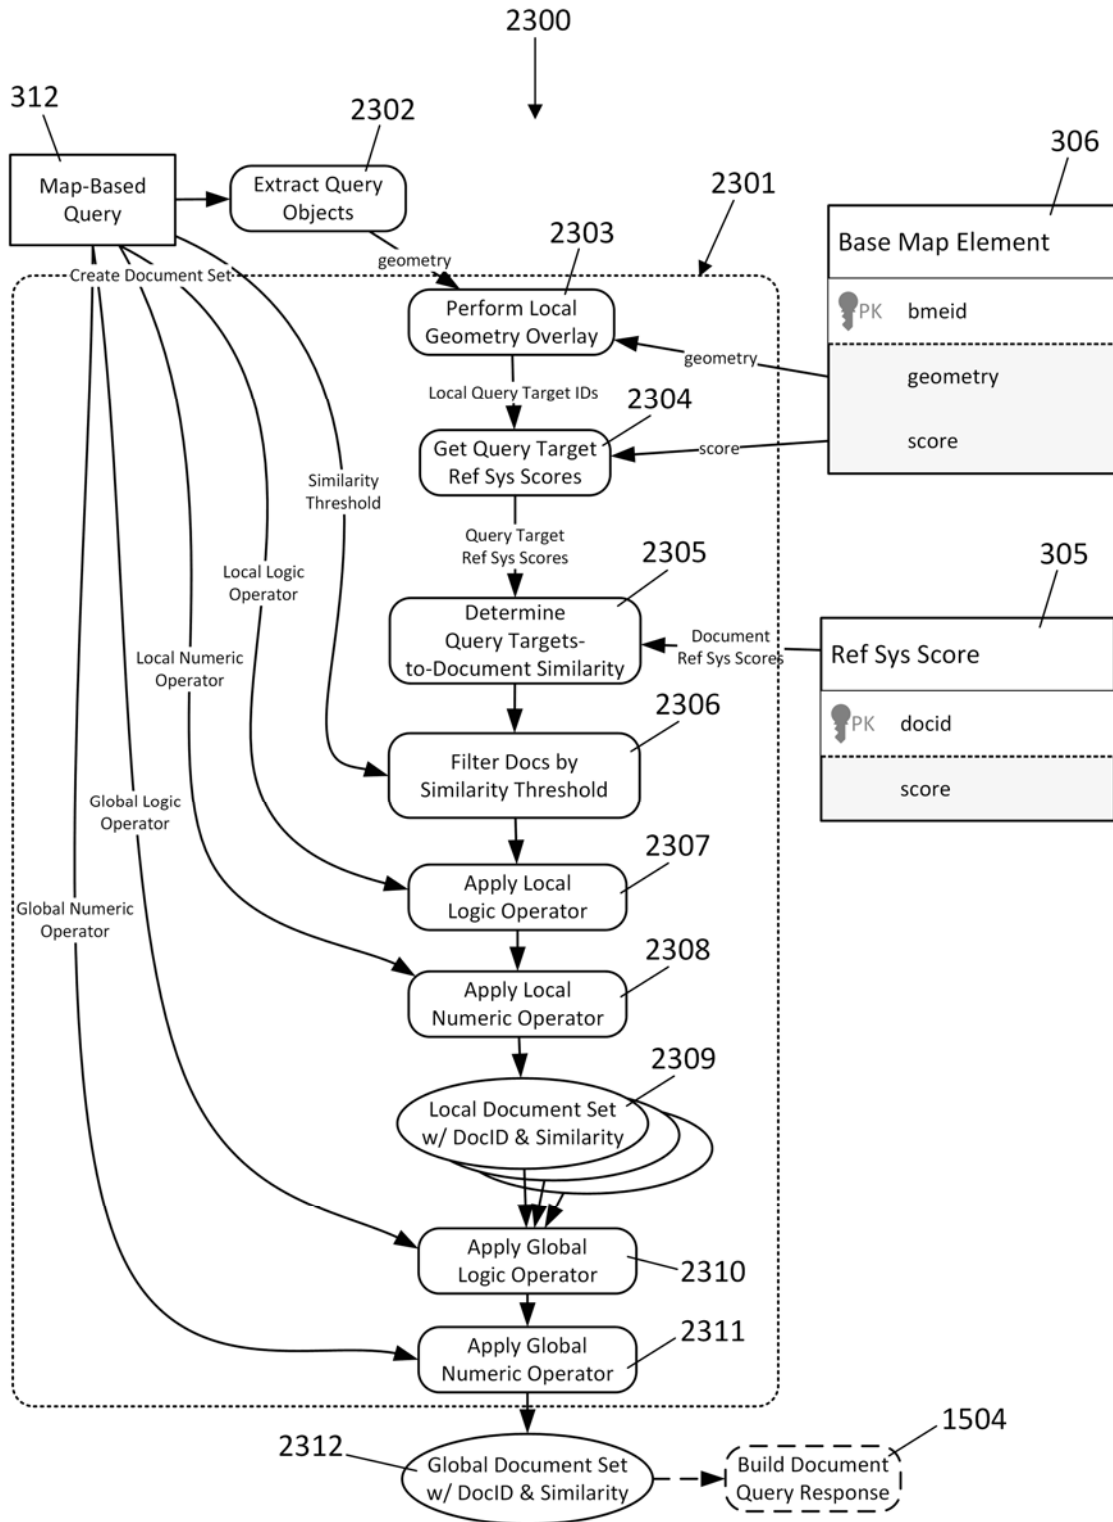 2300
312
2302
306
Map-Based
Query
Extract Query
Objects
2301
Base Map Element
2303
geometry
Create Document Set
Perform Local
Geometry Overlay
PK bmeid
geometry
geometry
Local Query Target IDs
2304
Get Query Target
Ref Sys Scores
score
score
Similarity
Threshold
Query Target
Ref Sys Scores
2305
305
Local Logic
Operator
Determine
Query Targets-
to-Document Similarity
Document
Ref Sys Scores
Ref Sys Score
Local Numeric
Operator
2306
PK docid
Filter Docs by
Similarity Threshold
score
Global Logic
Operator
2307
Apply Local
Logic Operator
Global Numeric
Operator
2308
Apply Local
Numeric Operator
2309
Local Document Set
w/ DocID & Similarity
Apply Global
Logic Operator
2310
2311
Apply Global
Numeric Operator
2312
1504
Global Document Set
w/ DocID & Similarity
Build Document
Query Response